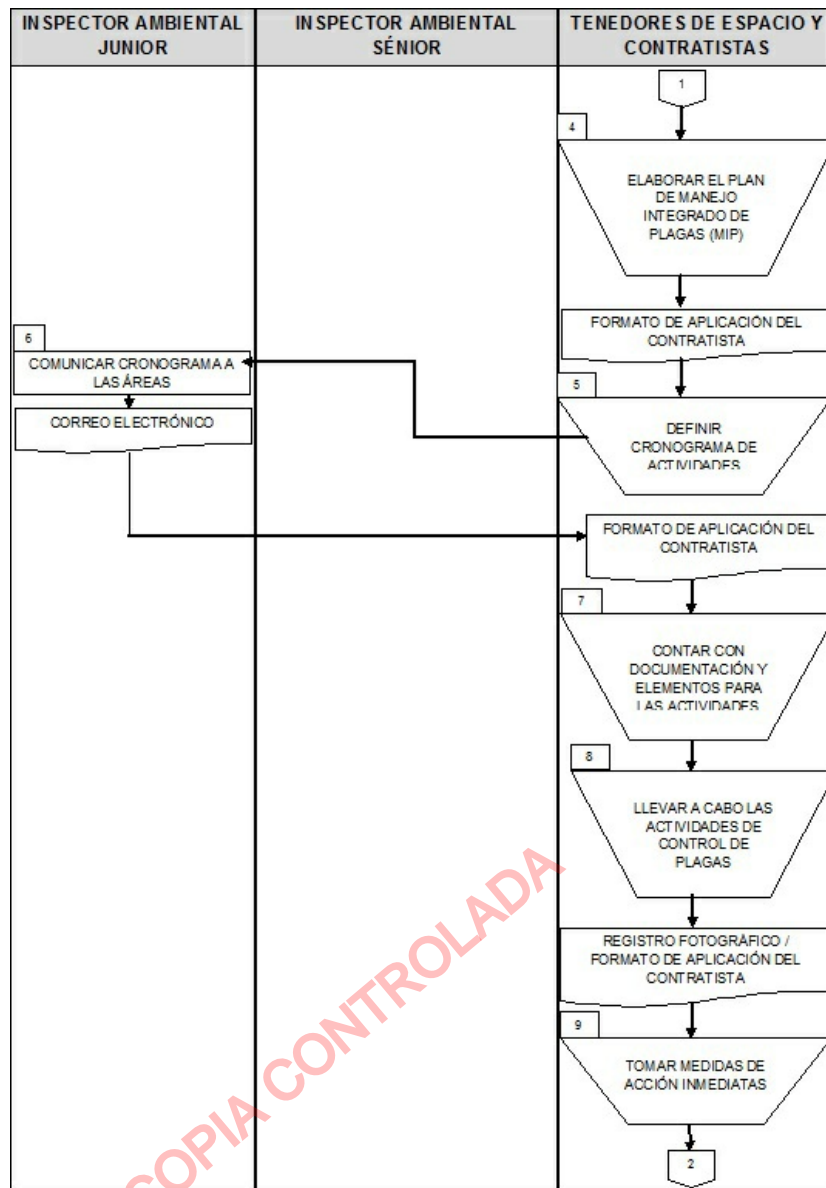 INSPECTOR AMBIENTAL
JUNIOR
INSPECTOR AMBIENTAL
SÉNIOR
TENEDORES DE ESPACIO Y
CONTRATISTAS
1
4
ELABORAR EL PLAN
DE MANEJO
INTEGRADO DE
PLAGAS (MIP)
FORMATO DE APLICACIÓN DEL
CONTRATISTA
5
DEFINIR
CRONOGRAMA DE
ACTIVIDADES
6
COMUNICAR CRONOGRAMA A
LAS ÁREAS
CORREO ELECTRÓNICO
FORMATO DE APLICACIÓN DEL
CONTRATISTA
7
CONTAR CON
DOCUMENTACIÓN Y
ELEMENTOS PARA
LAS ACTIVIDADES
8
LLEVAR A CABO LAS
ACTIVIDADES DE
CONTROL DE
PLAGAS
REGISTRO FOTOGRÁFICO /
FORMATO DE APLICACIÓN DEL
CONTRATISTA
9
TOMAR MEDIDAS DE
ACCIÓN INMEDIATAS
2
COPIA CONTROLADA